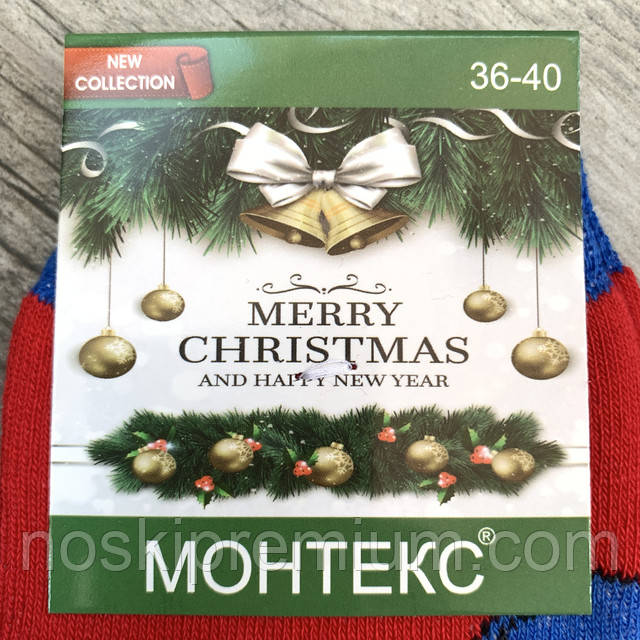 NEW
COLLECTION
36-40
MERRY
CHRISTMAS
AND HAPPY NEW YEAR
noskipremium.com
МОНТЕКС®